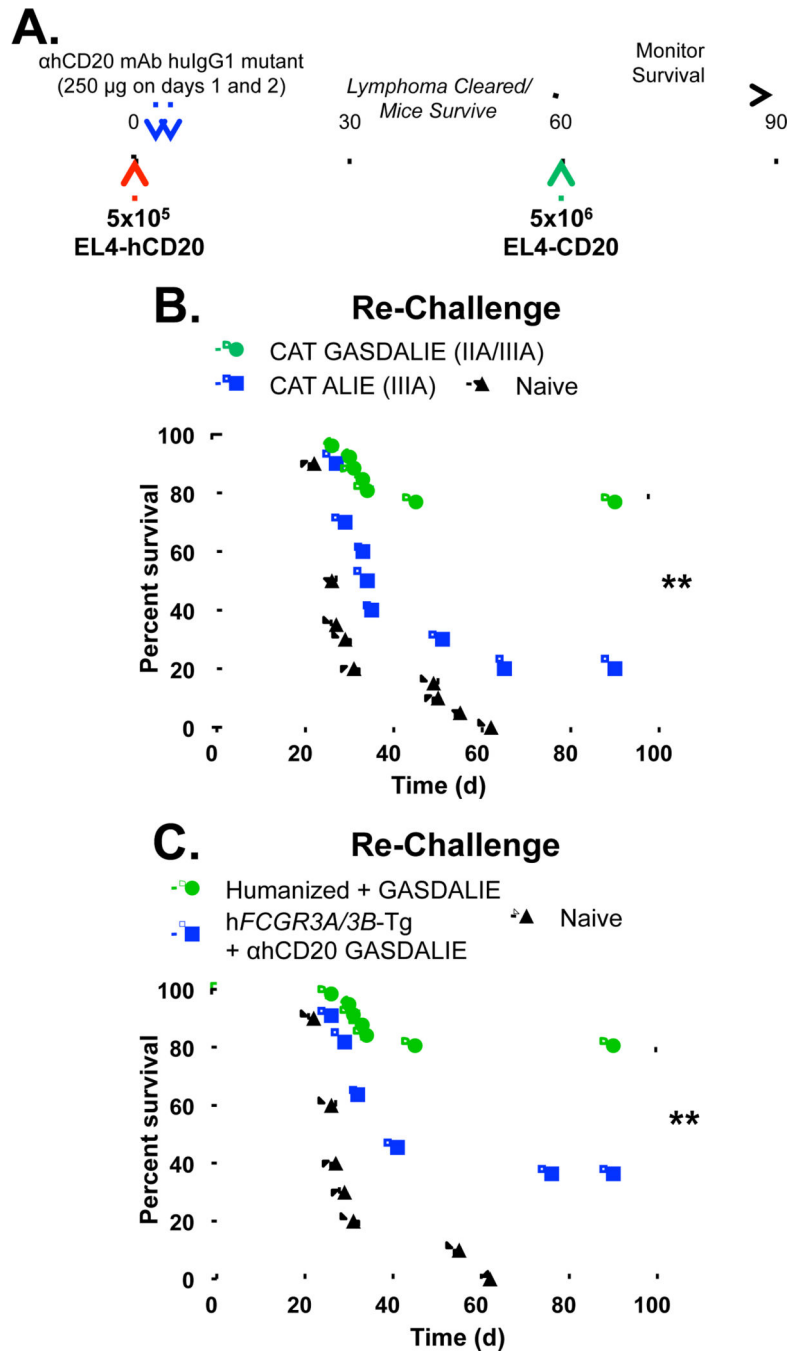 A.
αhCD20 mAb huIgG1 mutant
(250 µg on days 1 and 2)
Lymphoma Cleared/
Mice Survive
Monitor
Survival
0 30 60 90
5x10⁵
EL4-hCD20
5x10⁶
EL4-CD20
B. Re-Challenge
CAT GASDALIE (IIA/IIIA)
CAT ALIE (IIIA) Naive
Percent survival
100
80
60
40
20
0
**
0 20 40 60 80 100
Time (d)
C. Re-Challenge
Humanized + GASDALIE
hFCGR3A/3B-Tg
+ αhCD20 GASDALIE
Naive
Percent survival
100
80
60
40
20
0
**
0 20 40 60 80 100
Time (d)